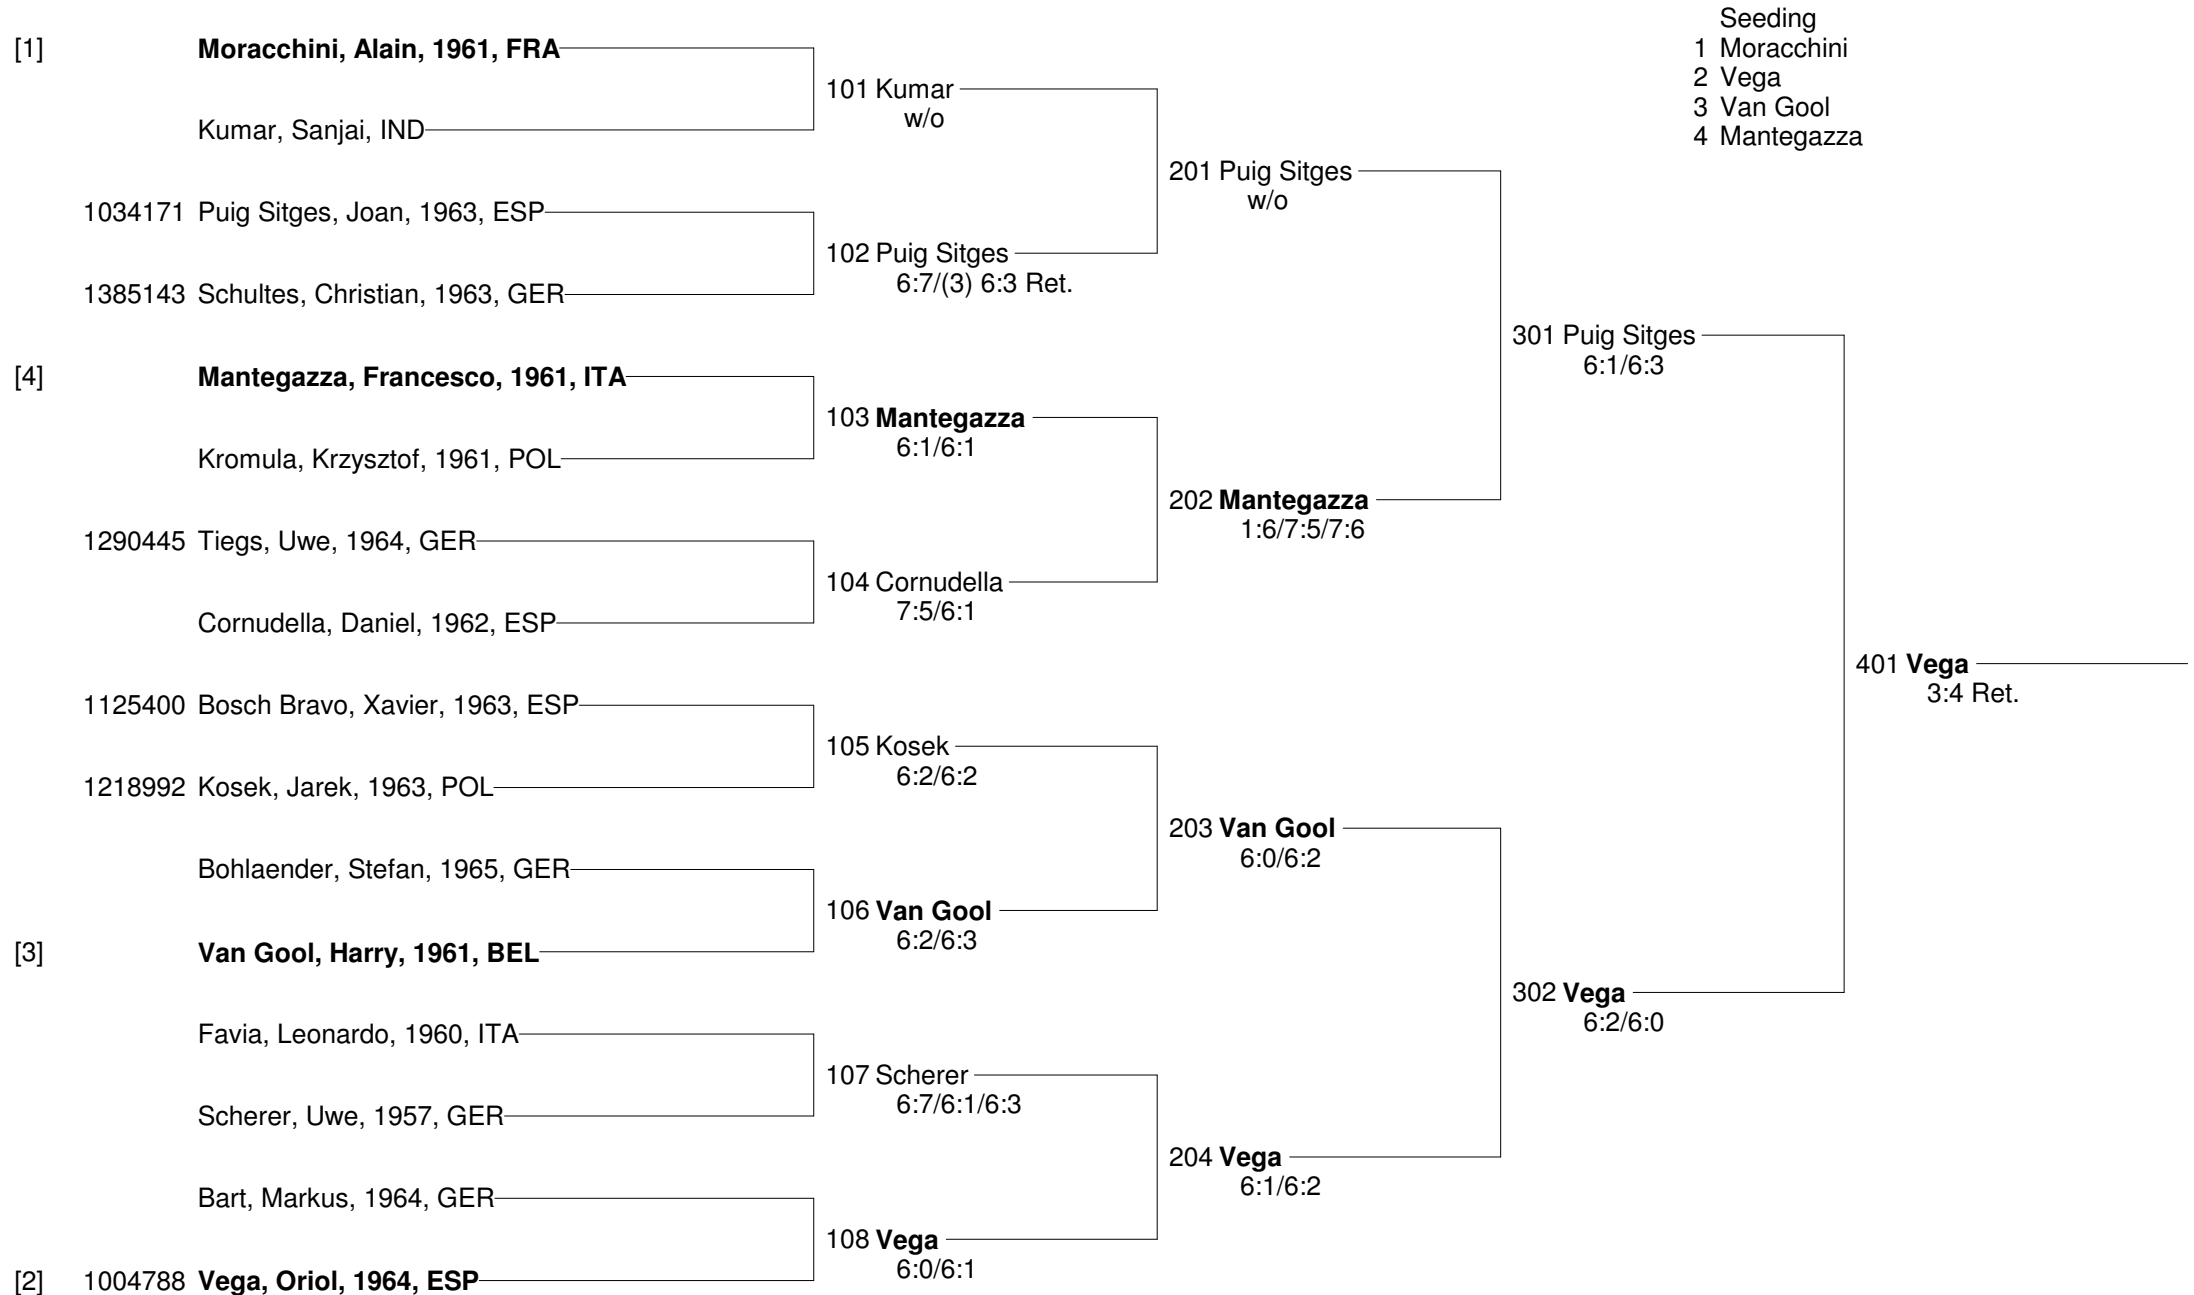 Seeding
1 Moracchini
2 Vega
3 Van Gool
4 Mantegazza
[1] Moracchini, Alain, 1961, FRA
101 Kumar
w/o
Kumar, Sanjai, IND
201 Puig Sitges
w/o
1034171 Puig Sitges, Joan, 1963, ESP
102 Puig Sitges
6:7/(3) 6:3 Ret.
1385143 Schultes, Christian, 1963, GER
301 Puig Sitges
6:1/6:3
[4] Mantegazza, Francesco, 1961, ITA
103 Mantegazza
6:1/6:1
Kromula, Krzysztof, 1961, POL
202 Mantegazza
1:6/7:5/7:6
1290445 Tiegs, Uwe, 1964, GER
104 Cornudella
7:5/6:1
Cornudella, Daniel, 1962, ESP
401 Vega
3:4 Ret.
1125400 Bosch Bravo, Xavier, 1963, ESP
105 Kosek
6:2/6:2
1218992 Kosek, Jarek, 1963, POL
203 Van Gool
6:0/6:2
Bohlaender, Stefan, 1965, GER
106 Van Gool
6:2/6:3
[3] Van Gool, Harry, 1961, BEL
302 Vega
6:2/6:0
Favia, Leonardo, 1960, ITA
107 Scherer
6:7/6:1/6:3
Scherer, Uwe, 1957, GER
204 Vega
6:1/6:2
Bart, Markus, 1964, GER
108 Vega
6:0/6:1
[2] 1004788 Vega, Oriol, 1964, ESP